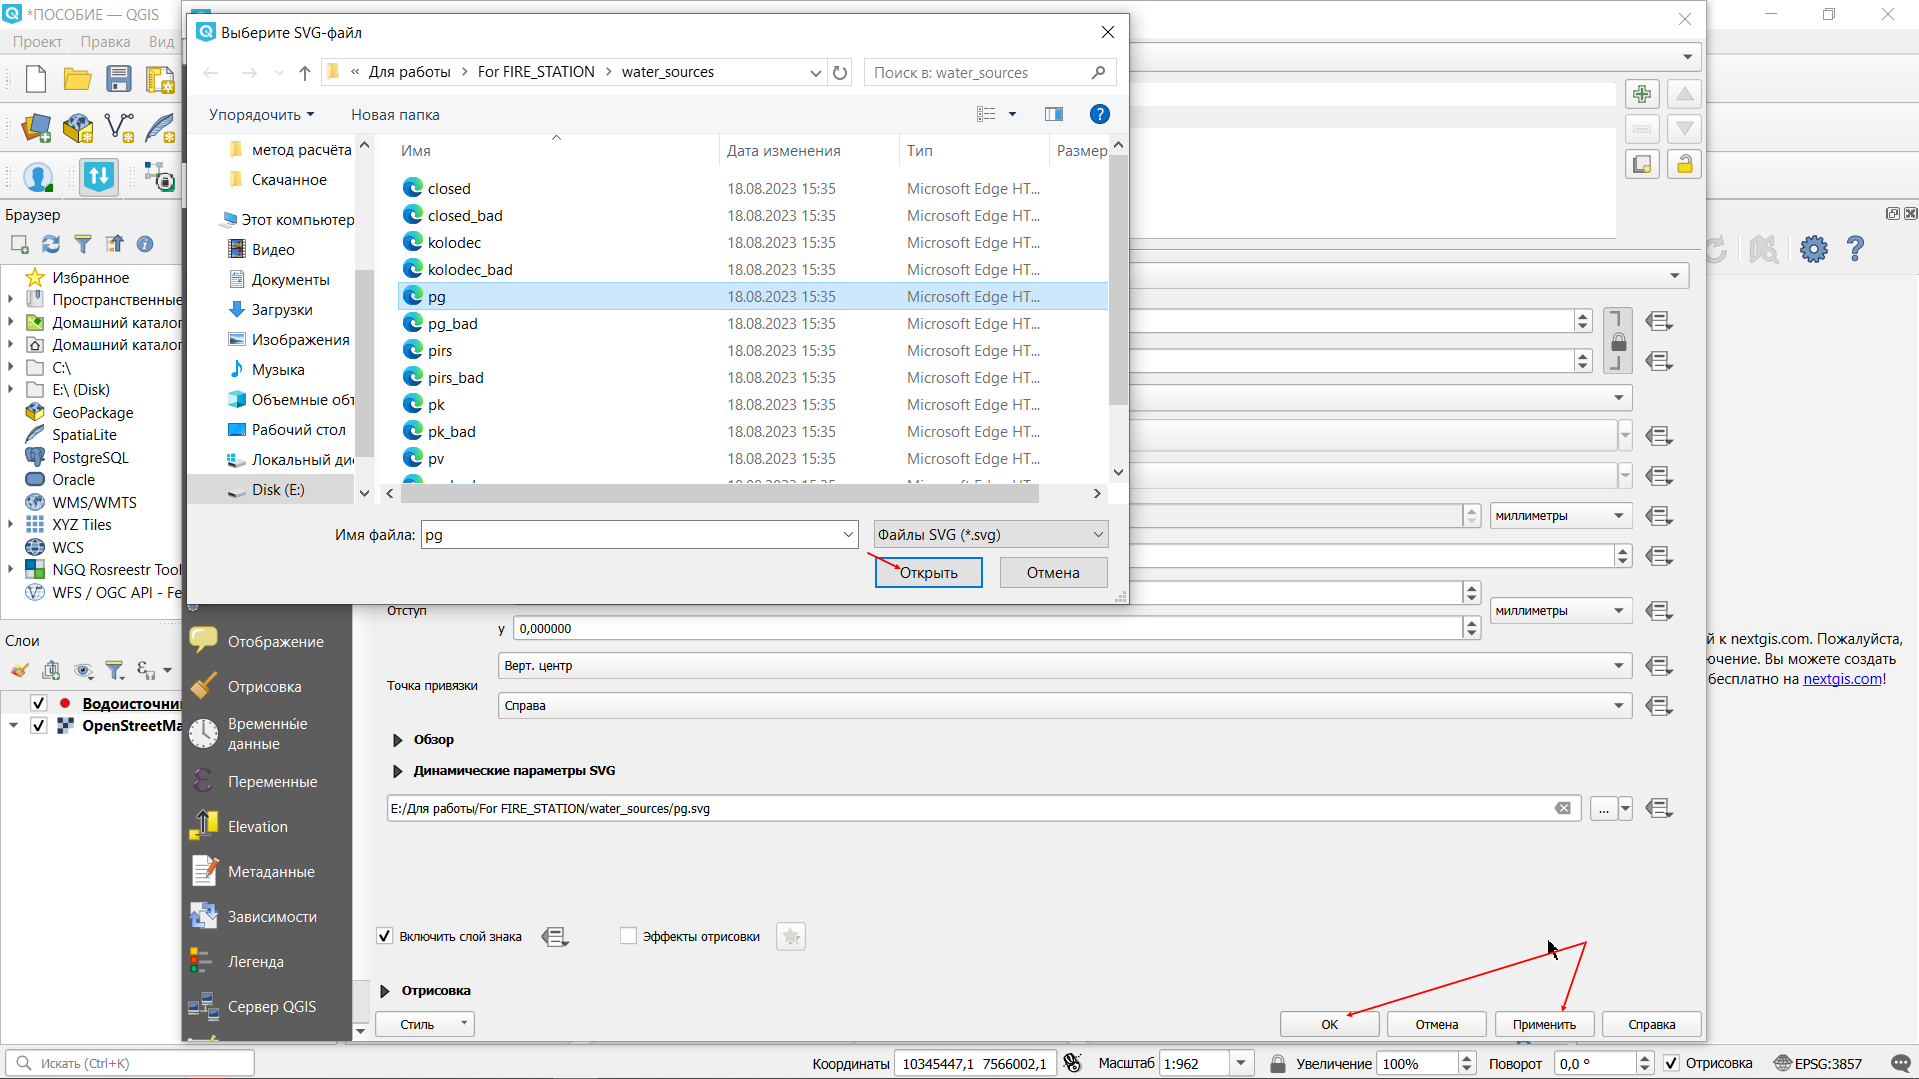 *ПОСОБИЕ — QGIS
Проект Правка Вид
Выберите SVG-файл
« Для работы > For FIRE_STATION > water_sources
Поиск в: water_sources
Упорядочить Новая папка
метод расчёта
Скачанное
Этот компьютер
Видео
Документы
Загрузки
Изображения
Музыка
Объемные объ
Рабочий стол
Локальный дис
Disk (E:)
Имя Дата изменения Тип Размер
closed 18.08.2023 15:35 Microsoft Edge HT...
closed_bad 18.08.2023 15:35 Microsoft Edge HT...
kolodec 18.08.2023 15:35 Microsoft Edge HT...
kolodec_bad 18.08.2023 15:35 Microsoft Edge HT...
pg 18.08.2023 15:35 Microsoft Edge HT...
pg_bad 18.08.2023 15:35 Microsoft Edge HT...
pirs 18.08.2023 15:35 Microsoft Edge HT...
pirs_bad 18.08.2023 15:35 Microsoft Edge HT...
pk 18.08.2023 15:35 Microsoft Edge HT...
pk_bad 18.08.2023 15:35 Microsoft Edge HT...
pv 18.08.2023 15:35 Microsoft Edge HT...
Имя файла: pg Файлы SVG (*.svg)
Открыть Отмена
Браузер
Избранное
Пространственные
Домашний каталог
Домашний каталог
C:\
E:\ (Disk)
GeoPackage
SpatiaLite
PostgreSQL
Oracle
WMS/WMTS
XYZ Tiles
WCS
NGQ Rosreestr Tool
WFS / OGC API - Fe
Слои
Водоисточни
OpenStreetMa
Отображение
Отрисовка
Временные
данные
Переменные
Elevation
Метаданные
Зависимости
Легенда
Сервер QGIS
миллиметры
Отступ
миллиметры
y 0,000000
Верт. центр
Точка привязки
Справа
Обзор
Динамические параметры SVG
E:/Для работы/For FIRE_STATION/water_sources/pg.svg
...
Включить слой знака Эффекты отрисовки
Отрисовка
Стиль OK Отмена Применить Справка
й к nextgis.com. Пожалуйста,
ючение. Вы можете создать
бесплатно на nextgis.com!
Искать (Ctrl+K) Координаты 10345447,1 7566002,1 Масштаб 1:962 Увеличение 100% Поворот 0,0 ° Отрисовка EPSG:3857